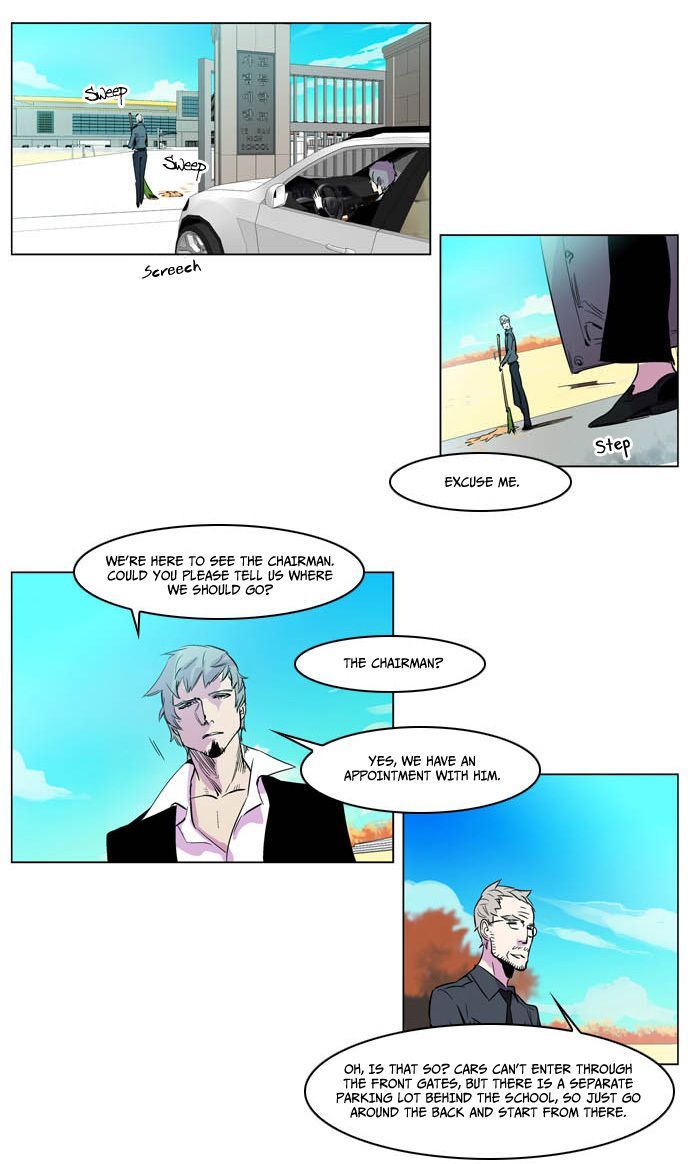 Sweep
Sweep
YE RAN
HIGH
SCHOOL
Screech
Step
EXCUSE ME.
WE'RE HERE TO SEE THE CHAIRMAN.
COULD YOU PLEASE TELL US WHERE
WE SHOULD GO?
THE CHAIRMAN?
YES, WE HAVE AN
APPOINTMENT WITH HIM.
OH, IS THAT SO? CARS CAN'T ENTER THROUGH
THE FRONT GATES, BUT THERE IS A SEPARATE
PARKING LOT BEHIND THE SCHOOL, SO JUST GO
AROUND THE BACK AND START FROM THERE.